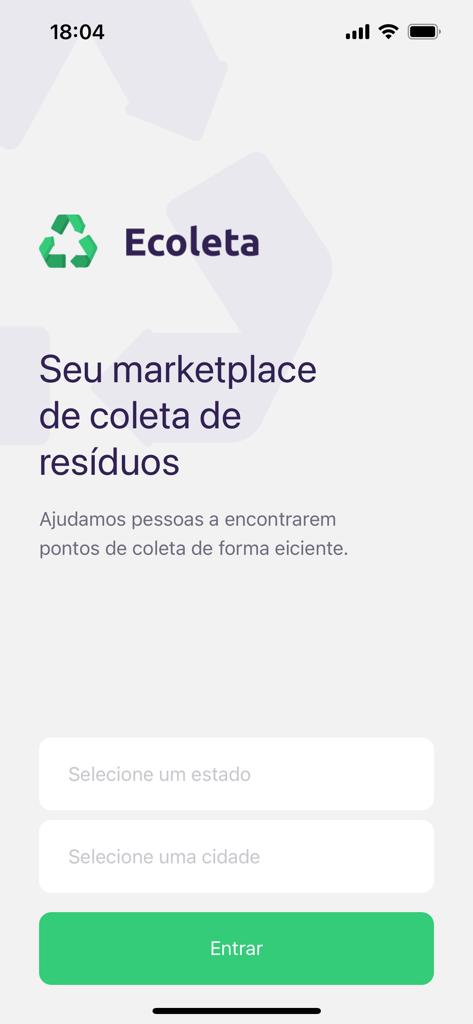 18:04
Ecoleta
Seu marketplace
de coleta de
resíduos
Ajudamos pessoas a encontrarem
pontos de coleta de forma eiciente.
Selecione um estado
Selecione uma cidade
Entrar